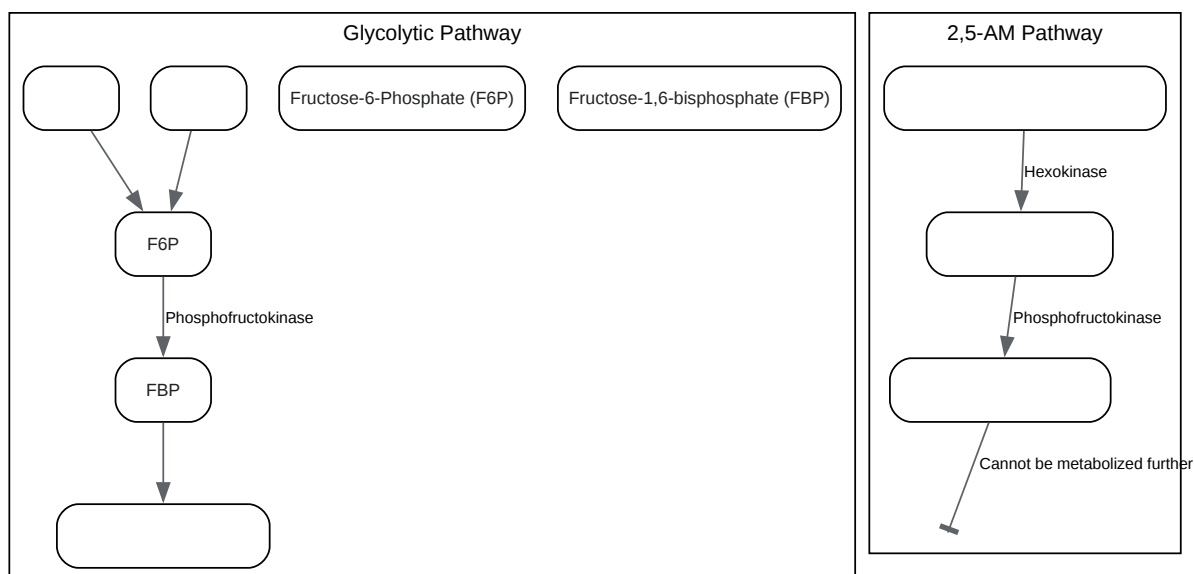 Glycolytic Pathway
2,5-AM Pathway
Fructose-6-Phosphate (F6P)
Fructose-1,6-bisphosphate (FBP)
Hexokinase
F6P
Phosphofructokinase
Phosphofructokinase
FBP
Cannot be metabolized further